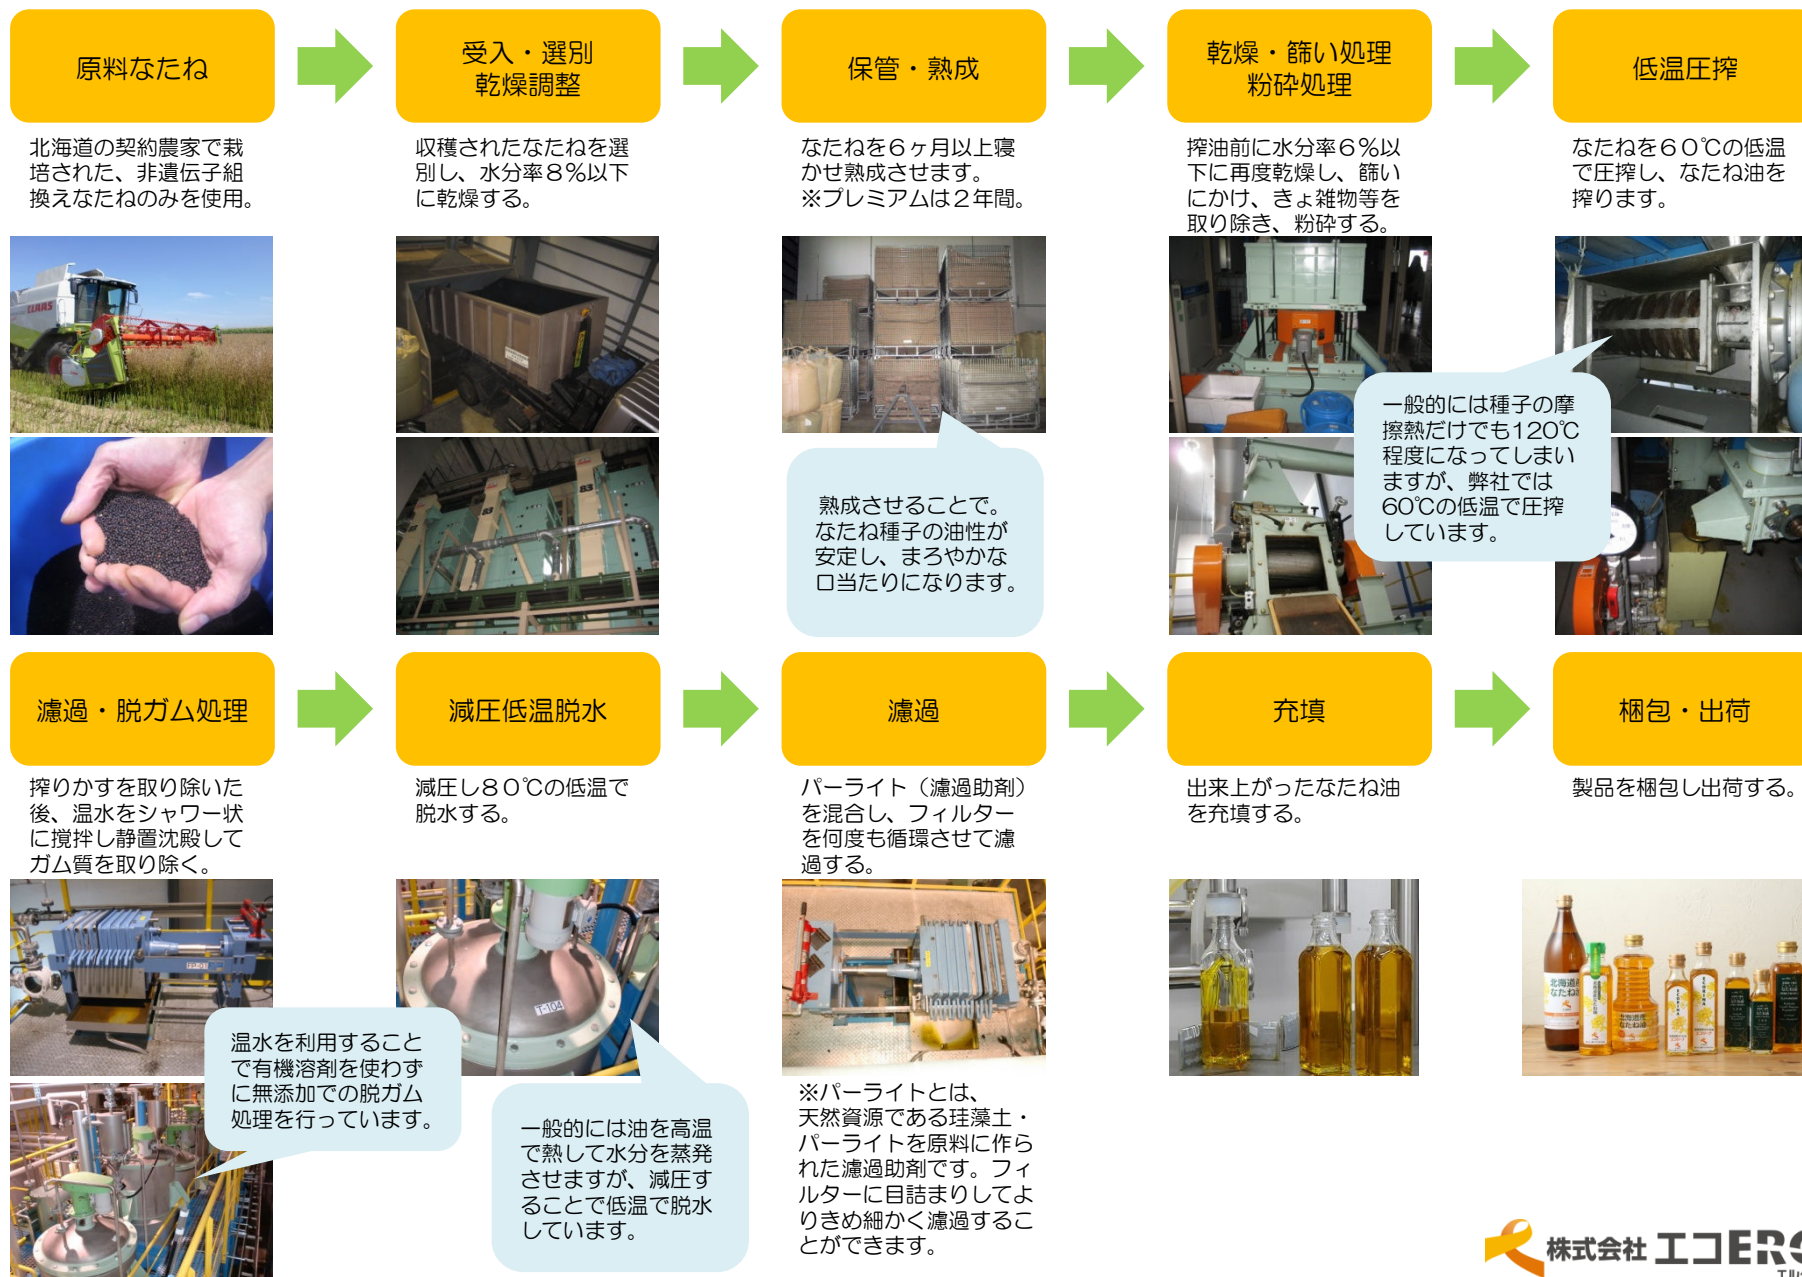 原料なたね
北海道の契約農家で栽
培された、非遺伝子組
換えなたねのみを使用。
受入・選別
乾燥調整
収穫されたなたねを選
別し、水分率8%以下
に乾燥する。
保管・熟成
なたねを6ヶ月以上寝
かせ熟成させます。
※プレミアムは2年間。
熟成させることで。
なたね種子の油性が
安定し、まろやかな
口当たりになります。
乾燥・篩い処理
粉砕処理
搾油前に水分率6%以
下に再度乾燥し、篩い
にかけ、きょ雑物等を
取り除き、粉砕する。
低温圧搾
なたねを60℃の低温
で圧搾し、なたね油を
搾ります。
一般的には種子の摩
擦熱だけでも120℃
程度になってしまい
ますが、弊社では
60℃の低温で圧搾
しています。
CLAAS
83
濾過・脱ガム処理
搾りかすを取り除いた
後、温水をシャワー状
に撹拌し静置沈殿して
ガム質を取り除く。
FP-01
温水を利用すること
で有機溶剤を使わず
に無添加での脱ガム
処理を行っています。
減圧低温脱水
減圧し80℃の低温で
脱水する。
T-104
一般的には油を高温
で熱して水分を蒸発
させますが、減圧す
ることで低温で脱水
しています。
濾過
パーライト（濾過助剤）
を混合し、フィルター
を何度も循環させて濾
過する。
※パーライトとは、
天然資源である珪藻土・
パーライトを原料に作ら
れた濾過助剤です。フィ
ルターに目詰まりしてよ
りきめ細かく濾過するこ
とができます。
充填
出来上がったなたね油
を充填する。
梱包・出荷
製品を梱包し出荷する。
北海道
なたね油
北海道産
なたね油
株式会社 エコERC